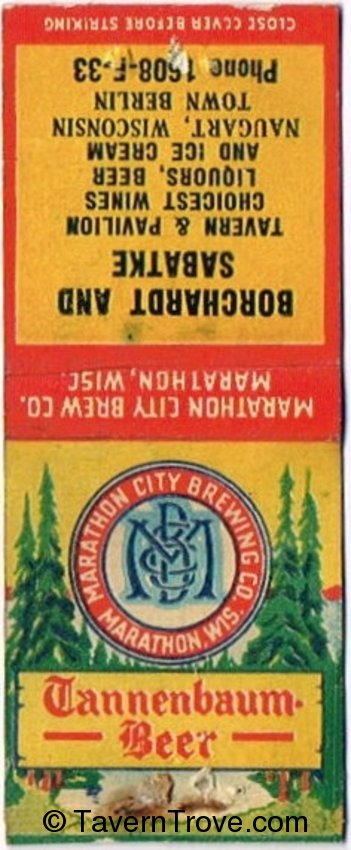 CLOSE COVER BEFORE STRIKING
BORCHARDT AND
SABATKE
TAVERN & PAVILION
CHOICEST WINES
LIQUORS, BEER
AND ICE CREAM
NAUGART, WISCONSIN
TOWN BERLIN
Phone 1608-F-33
MARATHON CITY BREW CO.
MARATHON, WISC.
MARATHON CITY BREWING CO.
MARATHON, WIS.
MCB
Tannenbaum-
Beer
© TavernTrove.com